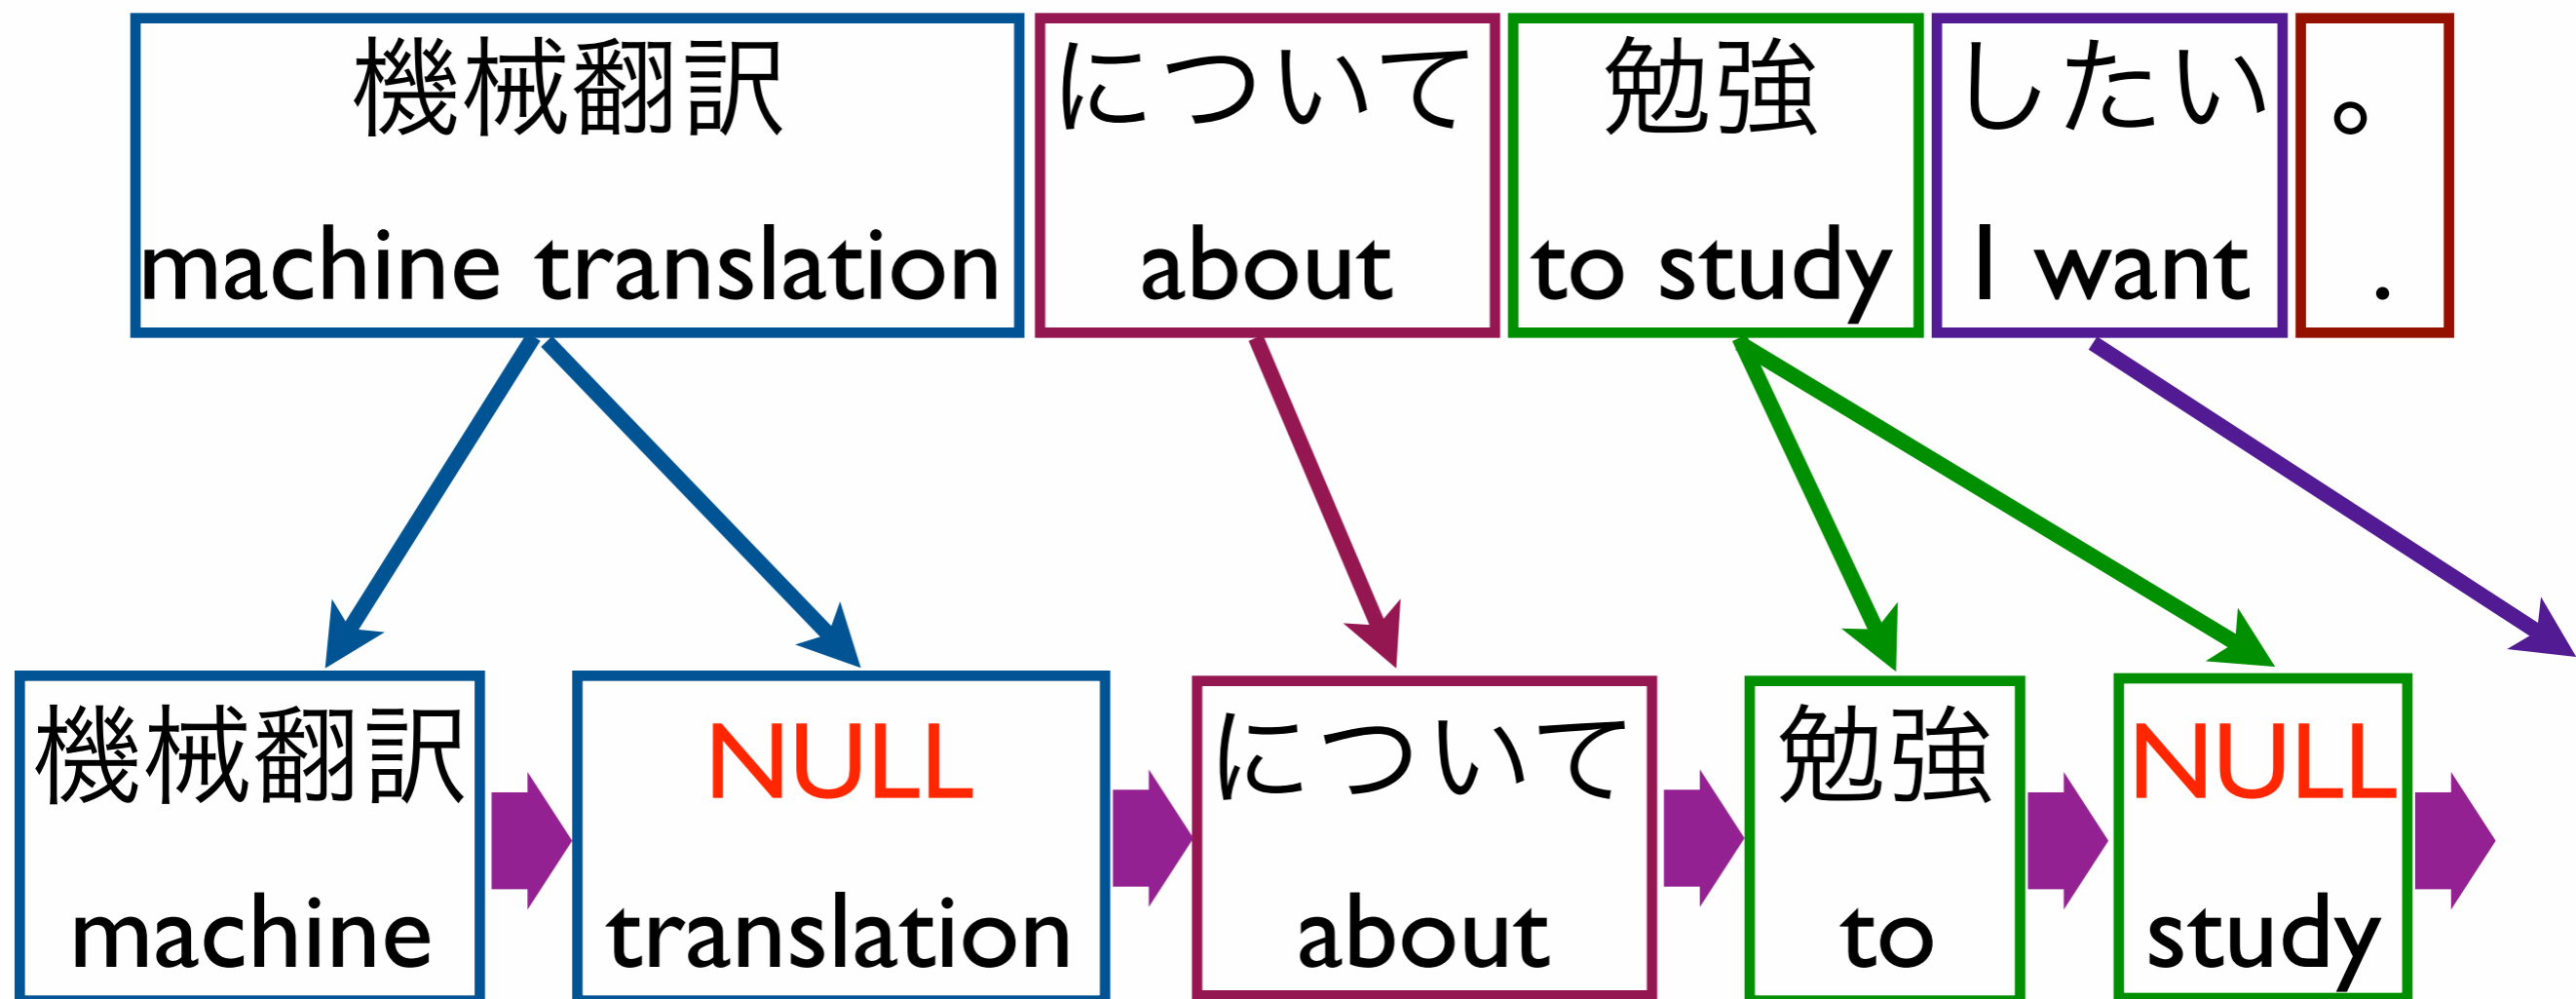 機械翻訳 について 勉強 したい 。
machine translation about to study I want .
機械翻訳 NULL について 勉強 NULL
machine translation about to study